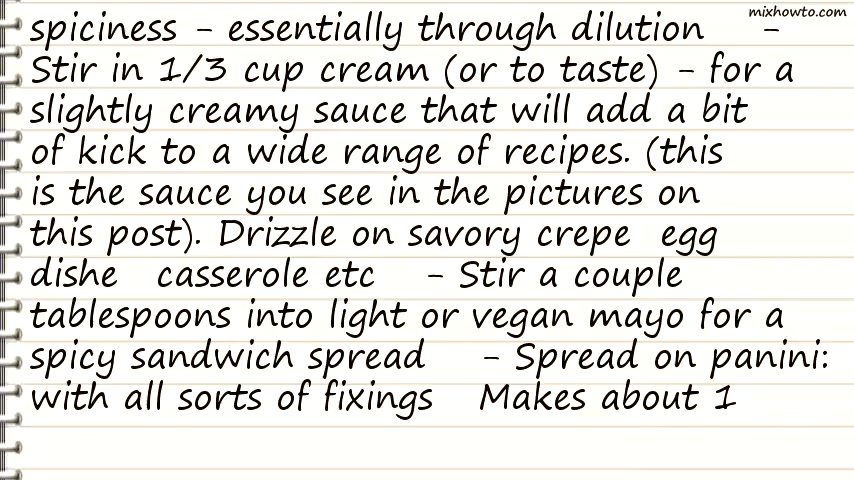 mixhowto.com
spiciness - essentially through dilution -
Stir in 1/3 cup cream (or to taste) - for a
slightly creamy sauce that will add a bit
of kick to a wide range of recipes. (this
is the sauce you see in the pictures on
this post). Drizzle on savory crepe egg
dishe casserole etc - Stir a couple
tablespoons into light or vegan mayo for a
spicy sandwich spread - Spread on panini:
with all sorts of fixings Makes about 1